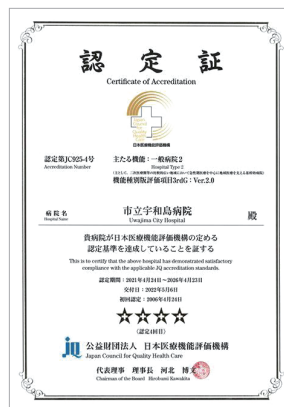 認定証
Certificate of Accreditation
日本医療機能評価機構
認定第JC925-4号
Accreditation Number
主たる機能:一般病院2
Hospital Type 2
機能種別版評価項目3rdG:Ver.2.0
病院名
Hospital Name
市立宇和島病院
Uwajima City Hospital
殿
貴病院が日本医療機能評価機構の定める
認定基準を達成していることを証する
This is to certify that the above hospital has demonstrated satisfactory
compliance with the applicable JQ accreditation standards.
認定期間:2021年4月24日~2026年4月23日
交付日:2022年5月6日
初回認定:2006年4月24日
(認定4回目)
jQ 公益財団法人 日本医療機能評価機構
Japan Council for Quality Health Care
代表理事 理事長 河北 博文
Chairman of the Board Hirobumi Kawakita